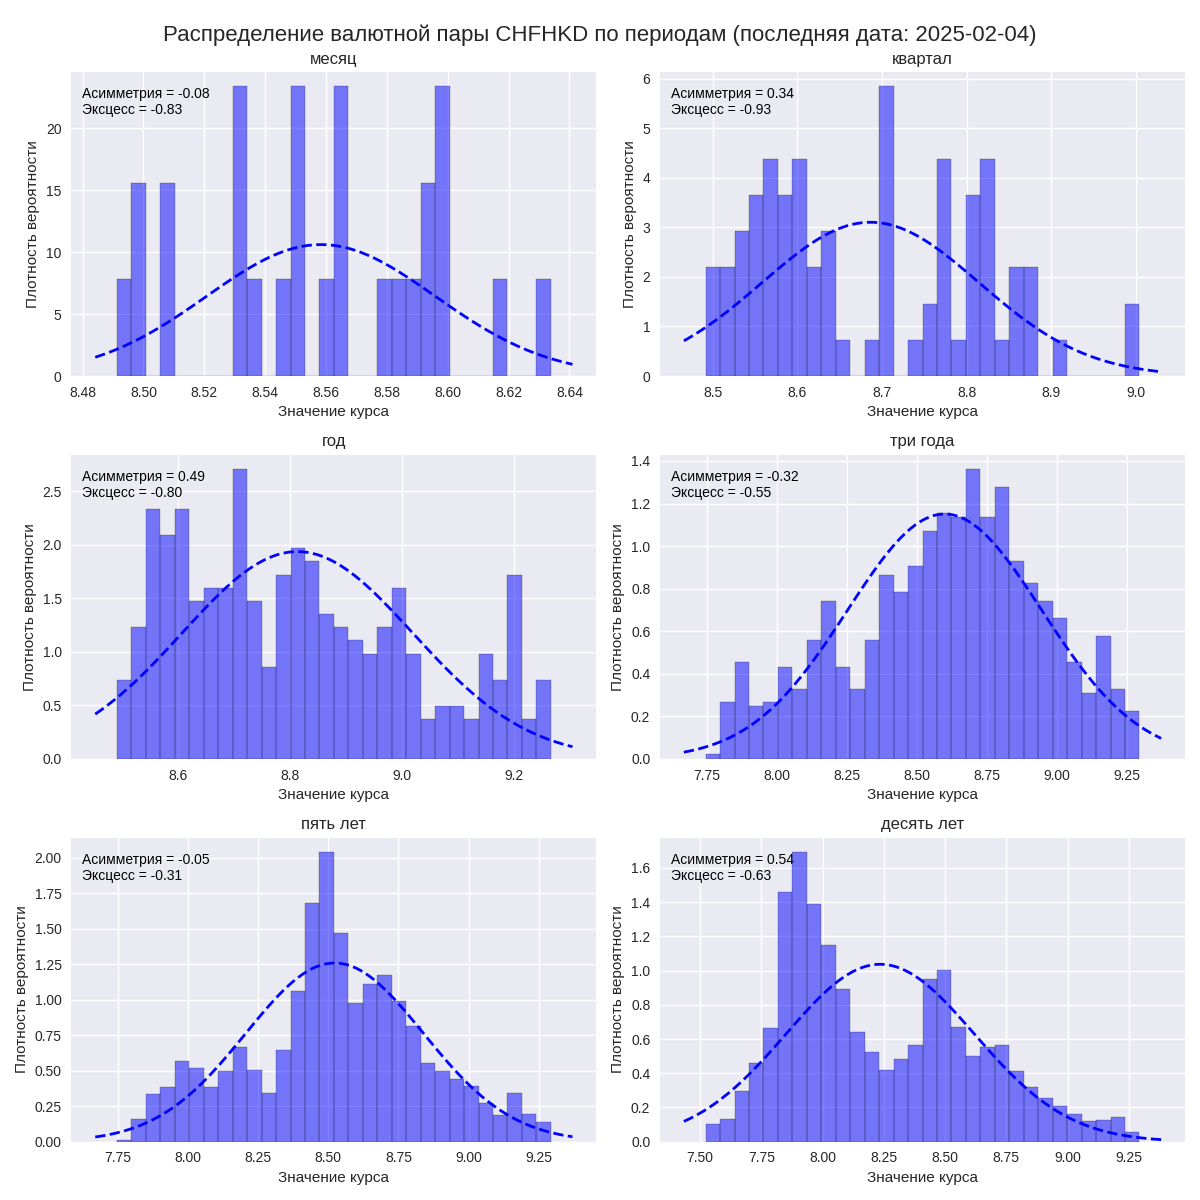 Распределение валютной пары CHFHKD по периодам (последняя дата: 2025-02-04)
месяц
Асимметрия = -0.08
Эксцесс = -0.83
Плотность вероятности
20
15
10
5
0
8.48 8.50 8.52 8.54 8.56 8.58 8.60 8.62 8.64
Значение курса
квартал
Асимметрия = 0.34
Эксцесс = -0.93
Плотность вероятности
6
5
4
3
2
1
0
8.5 8.6 8.7 8.8 8.9 9.0
Значение курса
год
Асимметрия = 0.49
Эксцесс = -0.80
Плотность вероятности
2.5
2.0
1.5
1.0
0.5
0.0
8.6 8.8 9.0 9.2
Значение курса
три года
Асимметрия = -0.32
Эксцесс = -0.55
Плотность вероятности
1.4
1.2
1.0
0.8
0.6
0.4
0.2
0.0
7.75 8.00 8.25 8.50 8.75 9.00 9.25
Значение курса
пять лет
Асимметрия = -0.05
Эксцесс = -0.31
Плотность вероятности
2.00
1.75
1.50
1.25
1.00
0.75
0.50
0.25
0.00
7.75 8.00 8.25 8.50 8.75 9.00 9.25
Значение курса
десять лет
Асимметрия = 0.54
Эксцесс = -0.63
Плотность вероятности
1.6
1.4
1.2
1.0
0.8
0.6
0.4
0.2
0.0
7.50 7.75 8.00 8.25 8.50 8.75 9.00 9.25
Значение курса